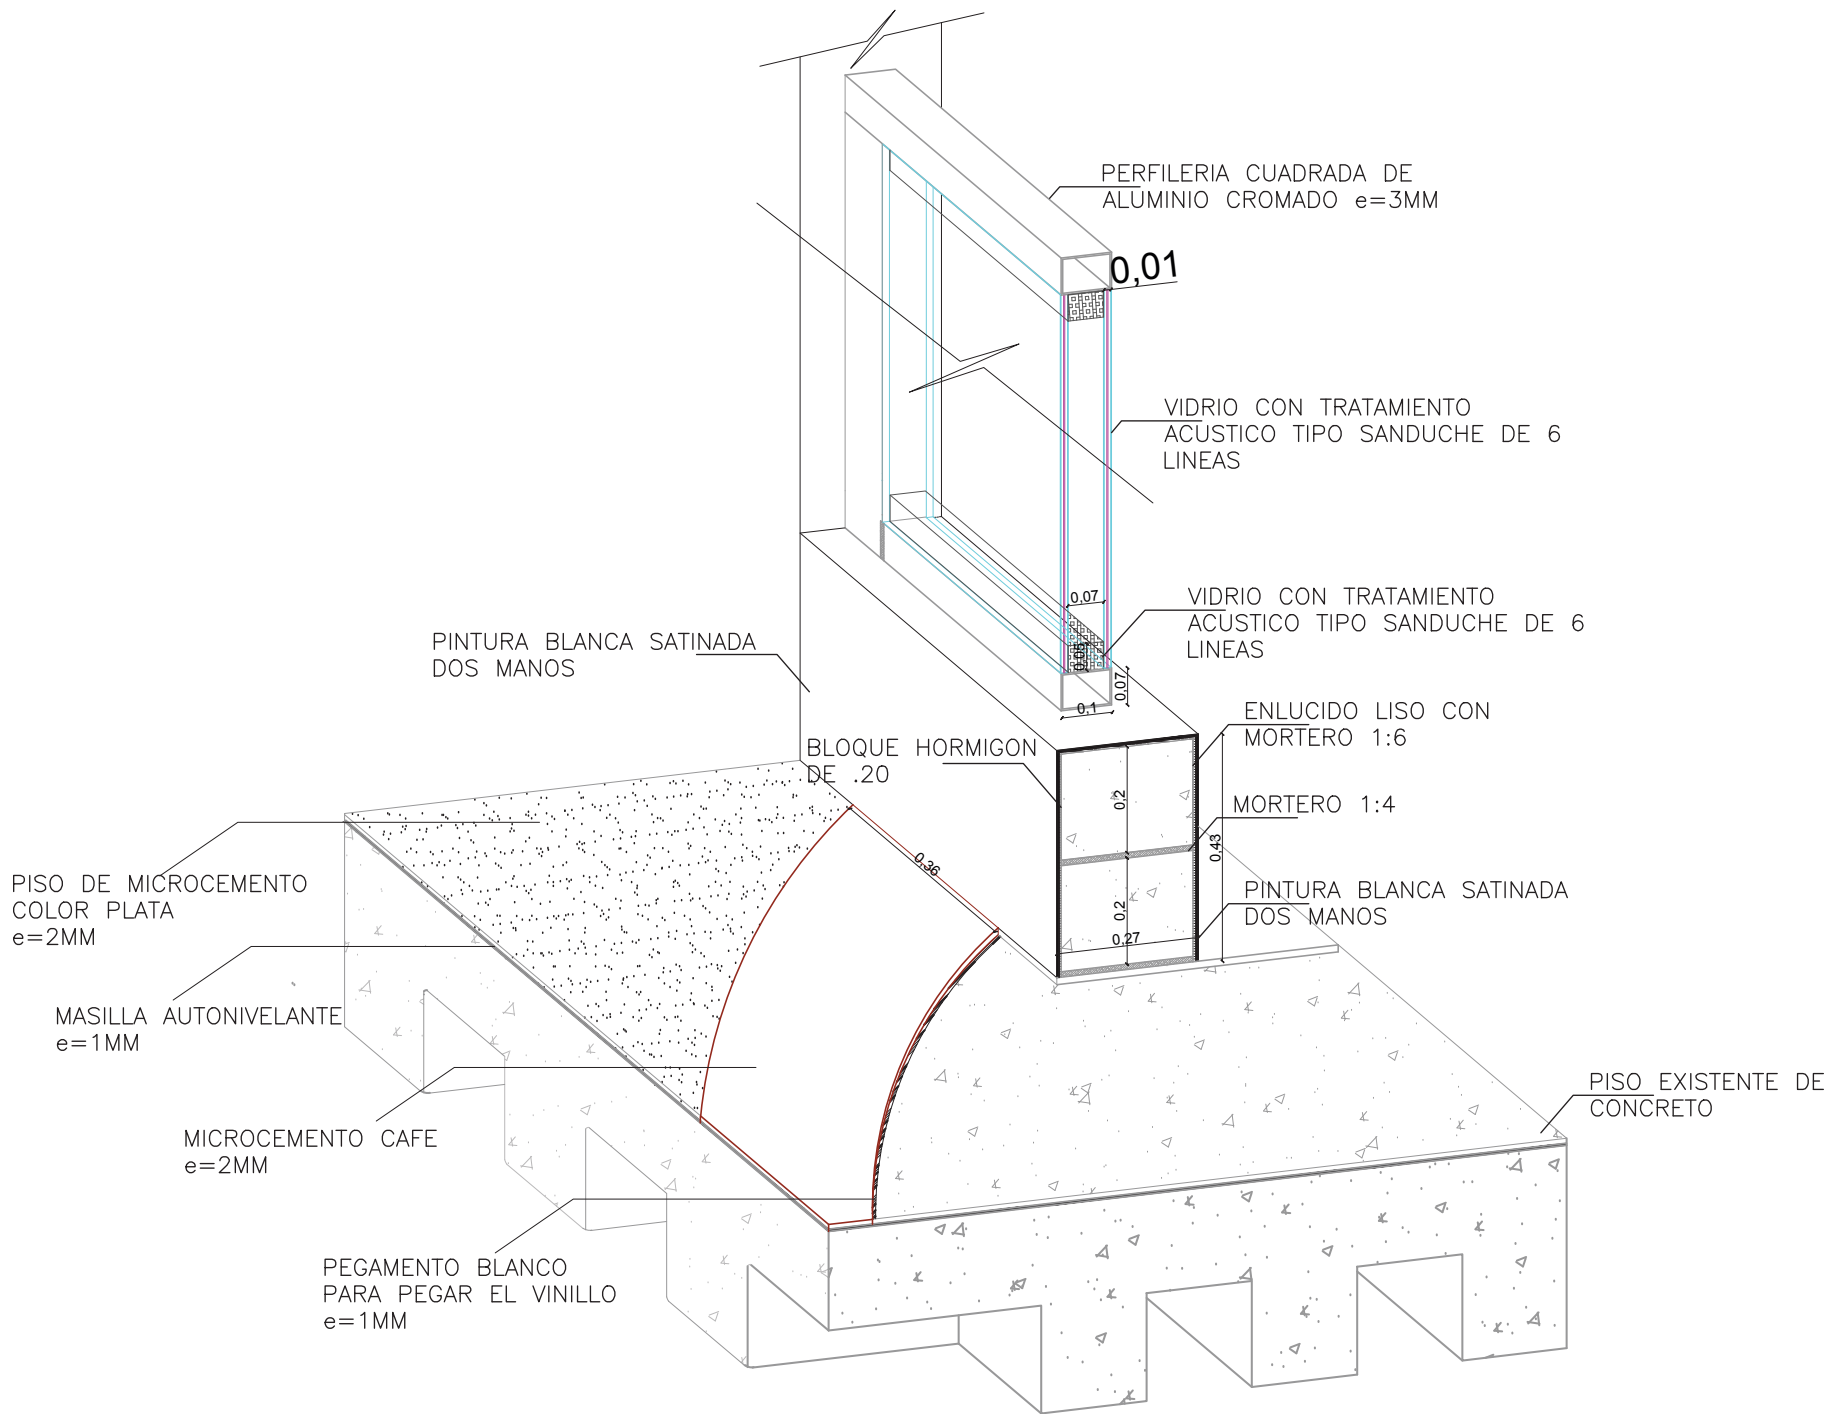 PERFILERIA CUADRADA DE
ALUMINIO CROMADO e=3MM
0,01
VIDRIO CON TRATAMIENTO
ACUSTICO TIPO SANDUCHE DE 6
LINEAS
0,07
VIDRIO CON TRATAMIENTO
ACUSTICO TIPO SANDUCHE DE 6
LINEAS
0,05
0,07
0,1
PINTURA BLANCA SATINADA
DOS MANOS
ENLUCIDO LISO CON
MORTERO 1:6
BLOQUE HORMIGON
DE .20
0,2
MORTERO 1:4
0,43
0,36
PISO DE MICROCEMENTO
COLOR PLATA
e=2MM
0,2
PINTURA BLANCA SATINADA
DOS MANOS
0,27
MASILLA AUTONIVELANTE
e=1MM
PISO EXISTENTE DE
CONCRETO
MICROCEMENTO CAFE
e=2MM
PEGAMENTO BLANCO
PARA PEGAR EL VINILLO
e=1MM